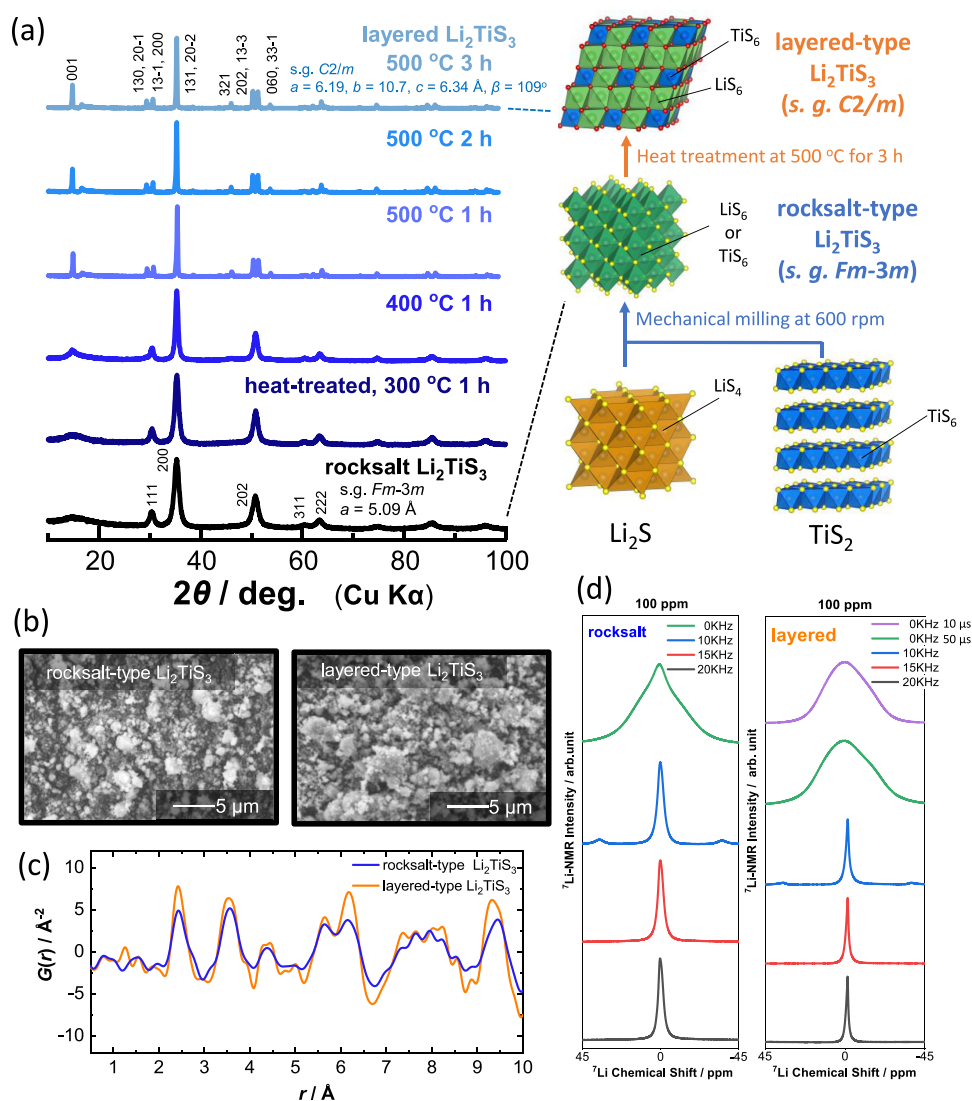 (a)
001
130, 20-1
13-1, 200
131, 20-2
321
202, 13-3
060, 33-1
layered Li₂TiS₃
500 °C 3 h
s.g. C2/m
a = 6.19, b = 10.7, c = 6.34 Å, β = 109°
500 °C 2 h
500 °C 1 h
400 °C 1 h
heat-treated, 300 °C 1 h
111
200
202
311
222
rocksalt Li₂TiS₃
s.g. Fm-3m
a = 5.09 Å
20
40
60
80
100
2θ / deg. (Cu Kα)
TiS₆
LiS₆
layered-type
Li₂TiS₃
(s. g. C2/m)
Heat treatment at 500 °C for 3 h
LiS₆
or
TiS₆
rocksalt-type
Li₂TiS₃
(s. g. Fm-3m)
Mechanical milling at 600 rpm
LiS₄
TiS₆
Li₂S
TiS₂
(b)
rocksalt-type Li₂TiS₃
5 μm
layered-type Li₂TiS₃
5 μm
(c)
rocksalt-type Li₂TiS₃
layered-type Li₂TiS₃
G(r) / Å⁻²
10
5
0
-5
-10
1 2 3 4 5 6 7 8 9 10
r / Å
(d)
100 ppm
rocksalt
0KHz
10KHz
15KHz
20KHz
⁷Li-NMR Intensity / arb.unit
45 0 -45
⁷Li Chemical Shift / ppm
100 ppm
layered
0KHz 10 μs
0KHz 50 μs
10KHz
15KHz
20KHz
⁷Li-NMR Intensity / arb. unit
45 0 -45
⁷Li Chemical Shift / ppm